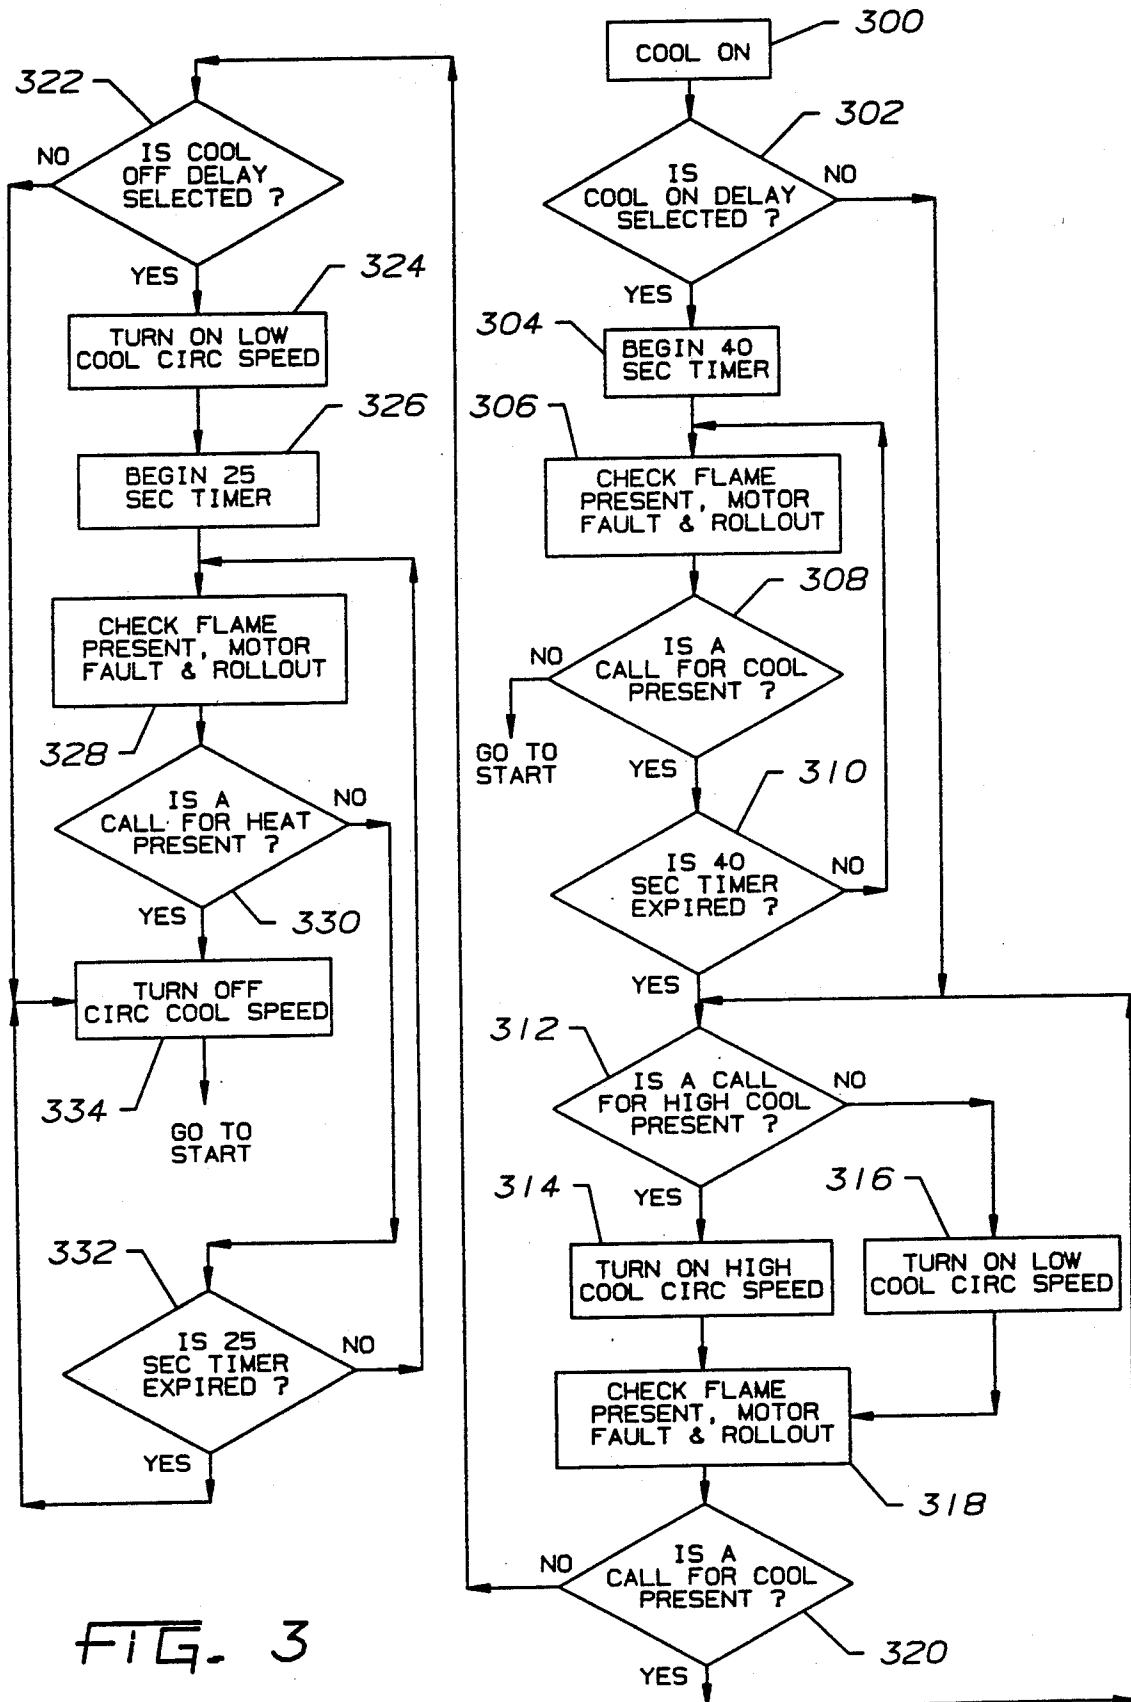 300
COOL ON
302
IS
COOL ON DELAY
SELECTED ?
NO
YES
304
BEGIN 40
SEC TIMER
306
CHECK FLAME
PRESENT, MOTOR
FAULT & ROLLOUT
308
IS A
CALL FOR COOL
PRESENT ?
NO
GO TO
START
YES
310
IS 40
SEC TIMER
EXPIRED ?
NO
YES
312
IS A CALL
FOR HIGH COOL
PRESENT ?
NO
YES
314
TURN ON HIGH
COOL CIRC SPEED
316
TURN ON LOW
COOL CIRC SPEED
CHECK FLAME
PRESENT, MOTOR
FAULT & ROLLOUT
318
IS A
CALL FOR COOL
PRESENT ?
NO
320
YES
322
IS COOL
OFF DELAY
SELECTED ?
NO
YES
324
TURN ON LOW
COOL CIRC SPEED
326
BEGIN 25
SEC TIMER
CHECK FLAME
PRESENT, MOTOR
FAULT & ROLLOUT
328
IS A
CALL FOR HEAT
PRESENT ?
NO
YES
330
TURN OFF
CIRC COOL SPEED
334
GO TO
START
332
IS 25
SEC TIMER
EXPIRED ?
NO
YES
FIG. 3